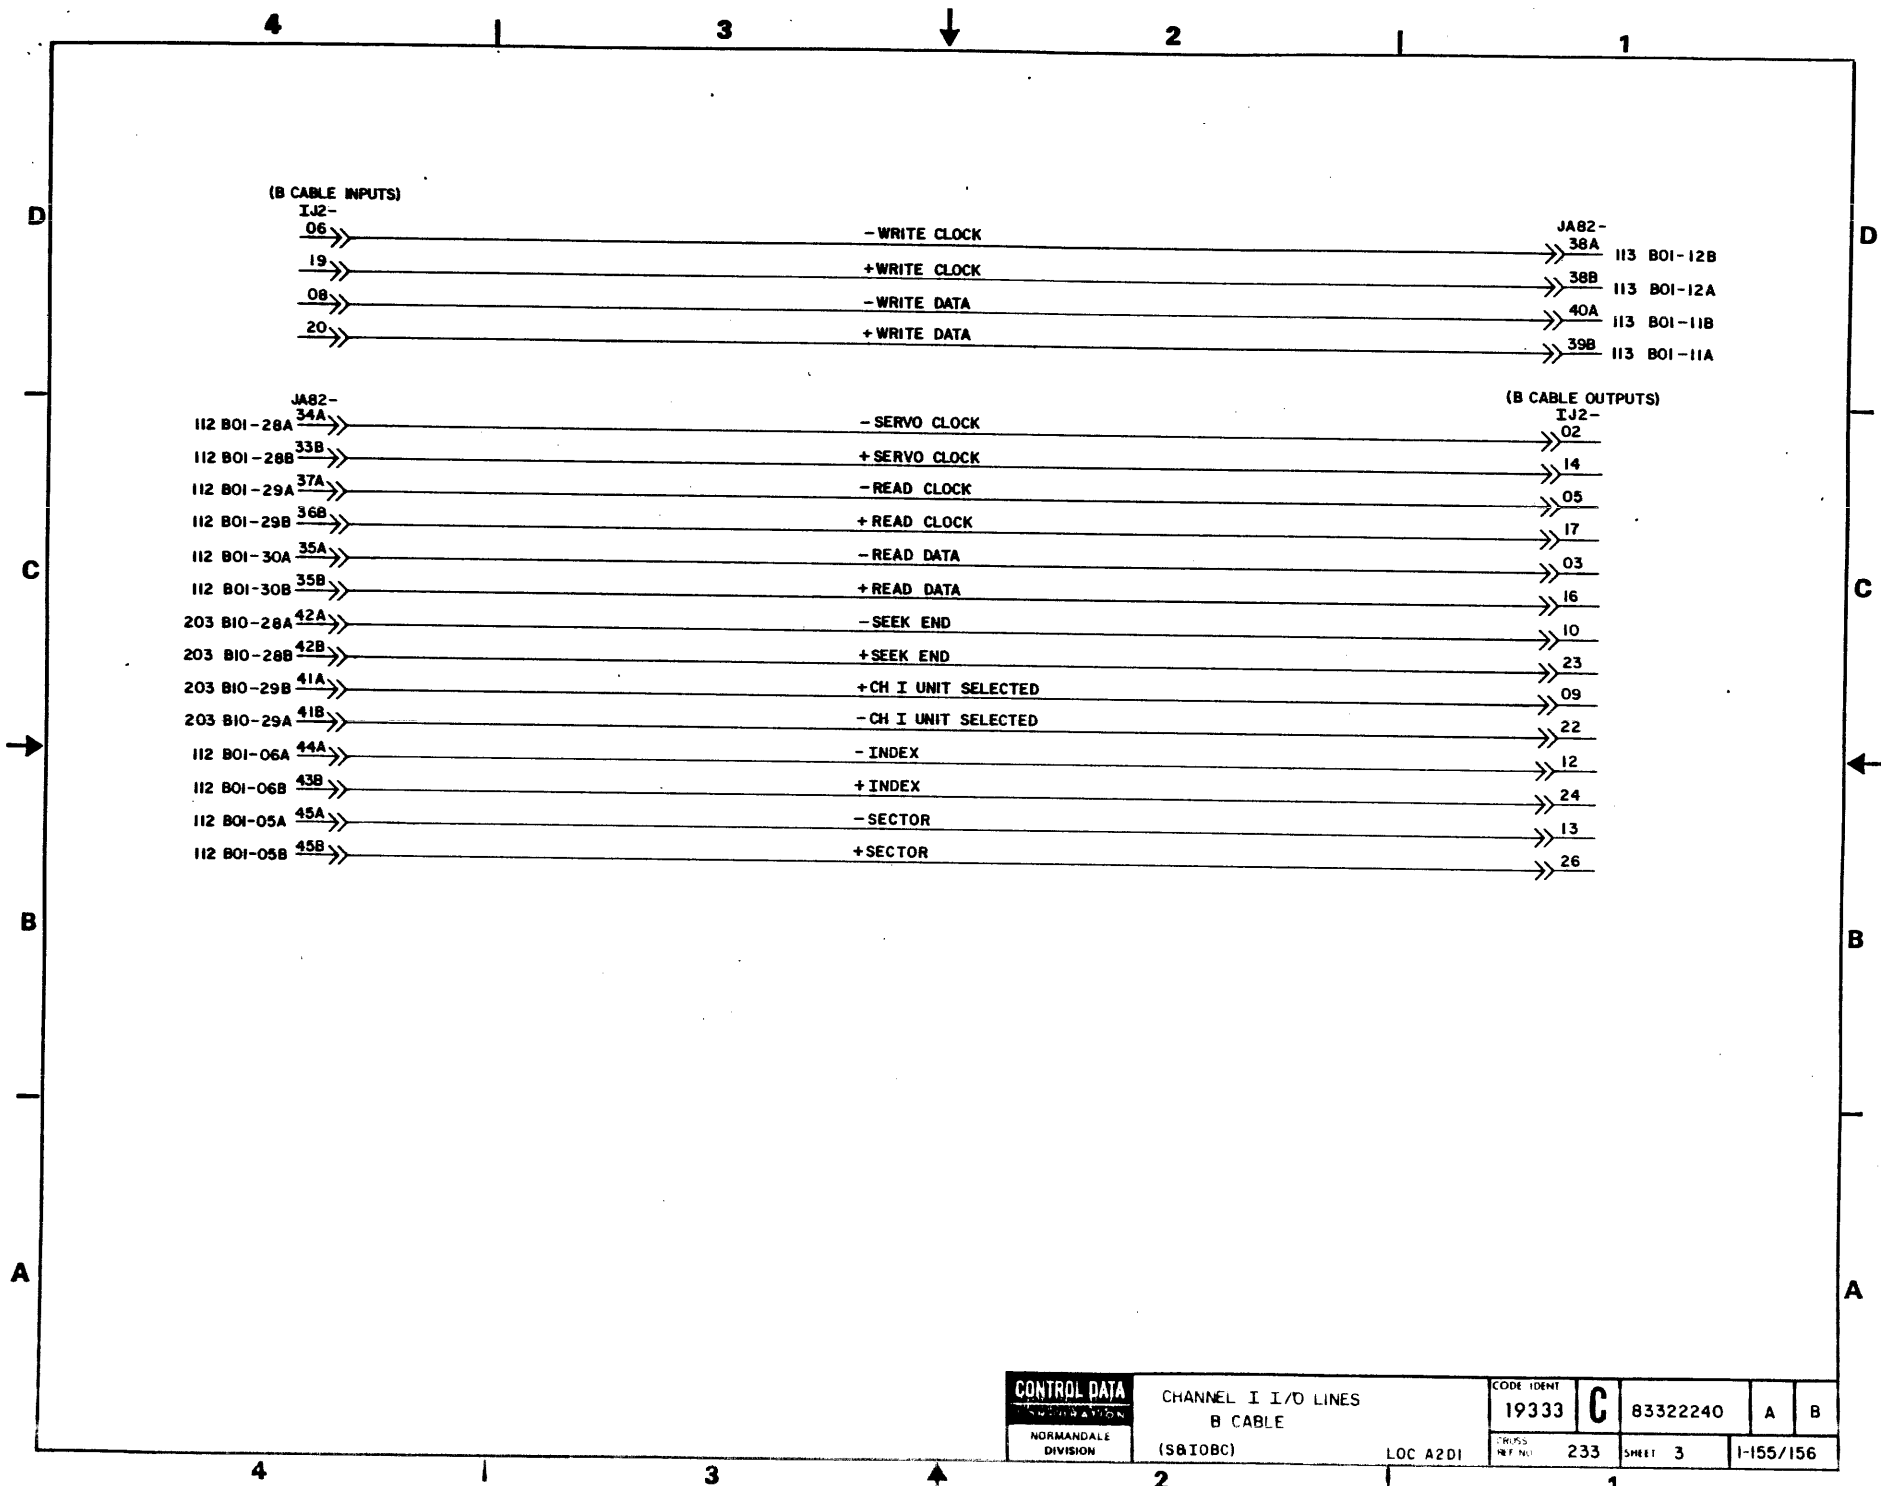 4 3 2 1
(B CABLE INPUTS)
IJ2-
JA82-
06 -WRITE CLOCK 38A 113 B01-12B
19 +WRITE CLOCK 38B 113 B01-12A
08 -WRITE DATA 40A 113 B01-11B
20 +WRITE DATA 39B 113 B01-11A
D D
JA82-
(B CABLE OUTPUTS)
IJ2-
112 B01-28A 34A -SERVO CLOCK 02
112 B01-28B 33B +SERVO CLOCK 14
112 B01-29A 37A -READ CLOCK 05
112 B01-29B 36B +READ CLOCK 17
112 B01-30A 35A -READ DATA 03
112 B01-30B 35B +READ DATA 16
C C
203 B10-28A 42A -SEEK END 10
203 B10-28B 42B +SEEK END 23
203 B10-29B 41A +CH I UNIT SELECTED 09
203 B10-29A 41B -CH I UNIT SELECTED 22
112 B01-06A 44A -INDEX 12
112 B01-06B 43B +INDEX 24
112 B01-05A 45A -SECTOR 13
112 B01-05B 45B +SECTOR 26
B B
A A
CONTROL DATA
CORPORATION
NORMANDALE
DIVISION
CHANNEL I I/O LINES
B CABLE
(S&IOBC) LOC A2D1
CODE IDENT
19333 C 83322240 A B
CROSS
REF NO. 233 SHEET 3 1-155/156
4 3 2 1